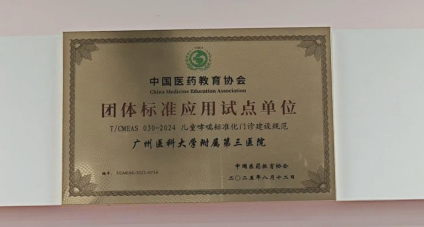 中国医药教育协会
China Medicine Education Association
团体标准应用试点单位
T/CMEAS 030-2024 儿童哮喘标准化门诊建设规范
广州医科大学附属第三医院
中国医药教育协会
二〇二五年八月十二日